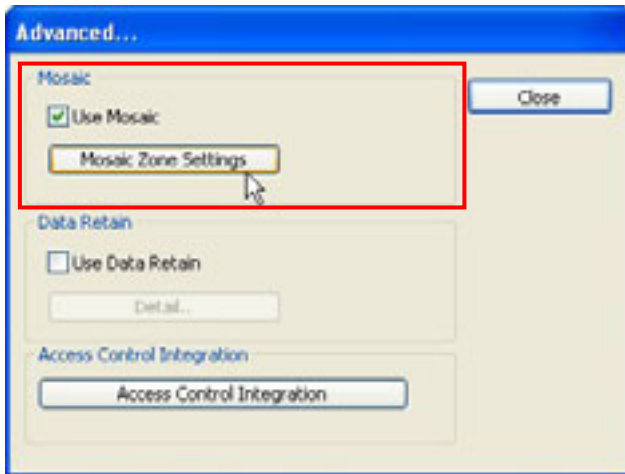 Advanced...
Mosaic
Use Mosaic
Close
Mosaic Zone Settings
Data Retain
Use Data Retain
Detail..
Access Control Integration
Access Control Integration